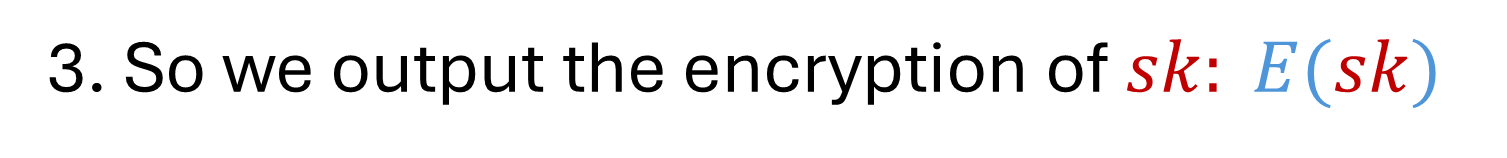 3. So we output the encryption of sk: E(sk)